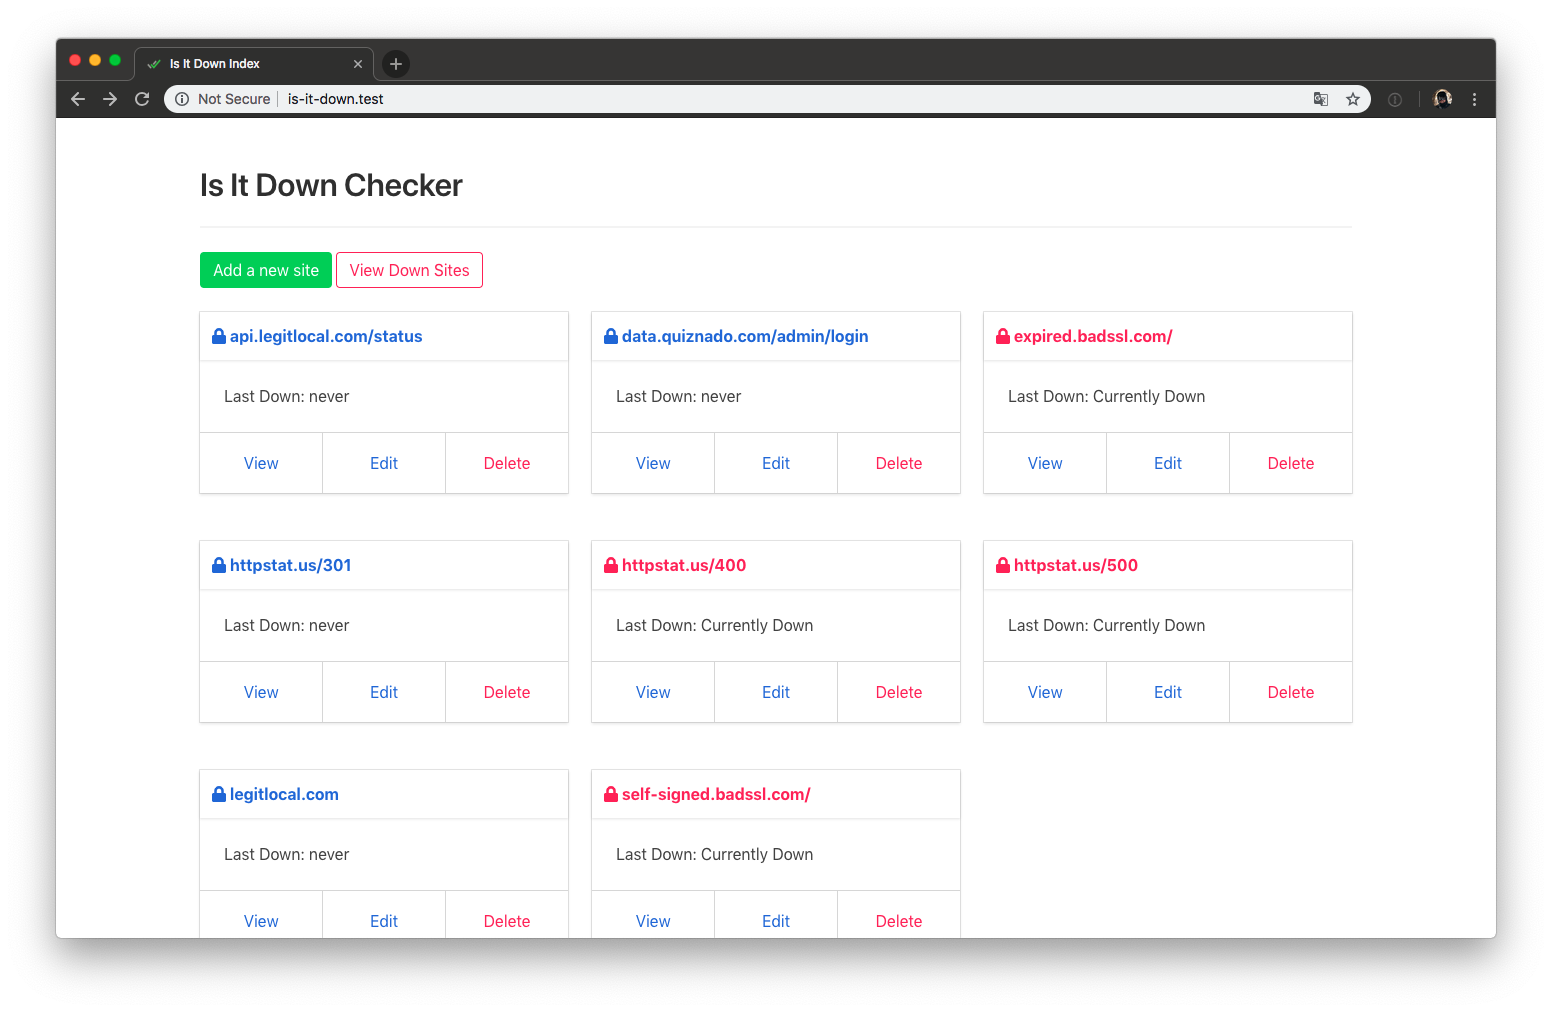 Is It Down Index
Not Secure is-it-down.test
Is It Down Checker
Add a new site View Down Sites
api.legitlocal.com/status
Last Down: never
View Edit Delete
data.quiznado.com/admin/login
Last Down: never
View Edit Delete
expired.badssl.com/
Last Down: Currently Down
View Edit Delete
httpstat.us/301
Last Down: never
View Edit Delete
httpstat.us/400
Last Down: Currently Down
View Edit Delete
httpstat.us/500
Last Down: Currently Down
View Edit Delete
legitlocal.com
Last Down: never
View Edit Delete
self-signed.badssl.com/
Last Down: Currently Down
View Edit Delete